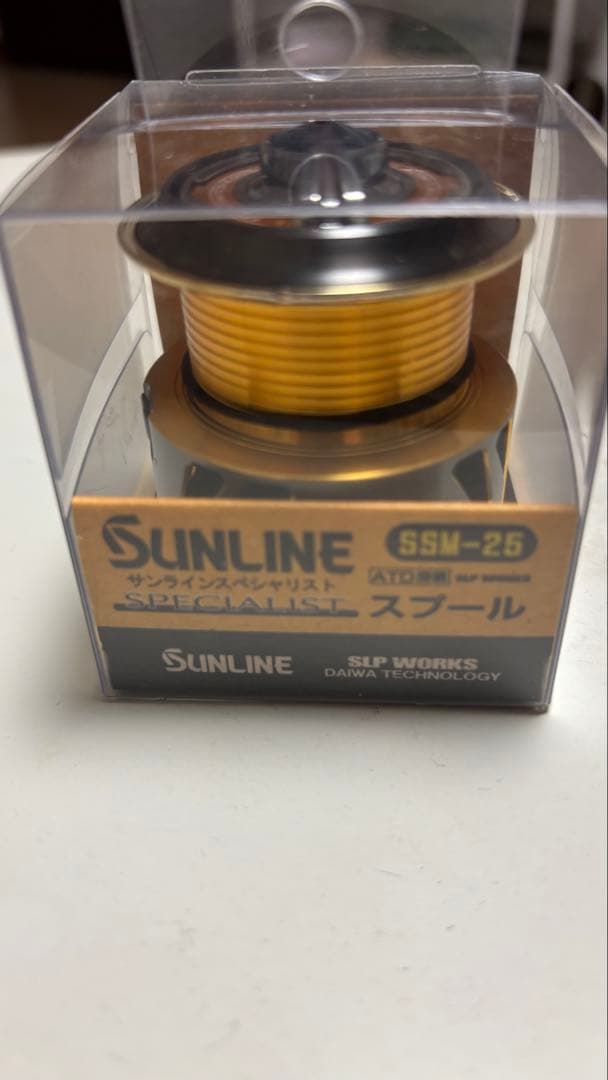 SUNLINE
SSM-25
サンラインスペシャリスト
ATD搭載 SLP WORKS
SPECIALIST スプール
SUNLINE SLP WORKS
DAIWA TECHNOLOGY